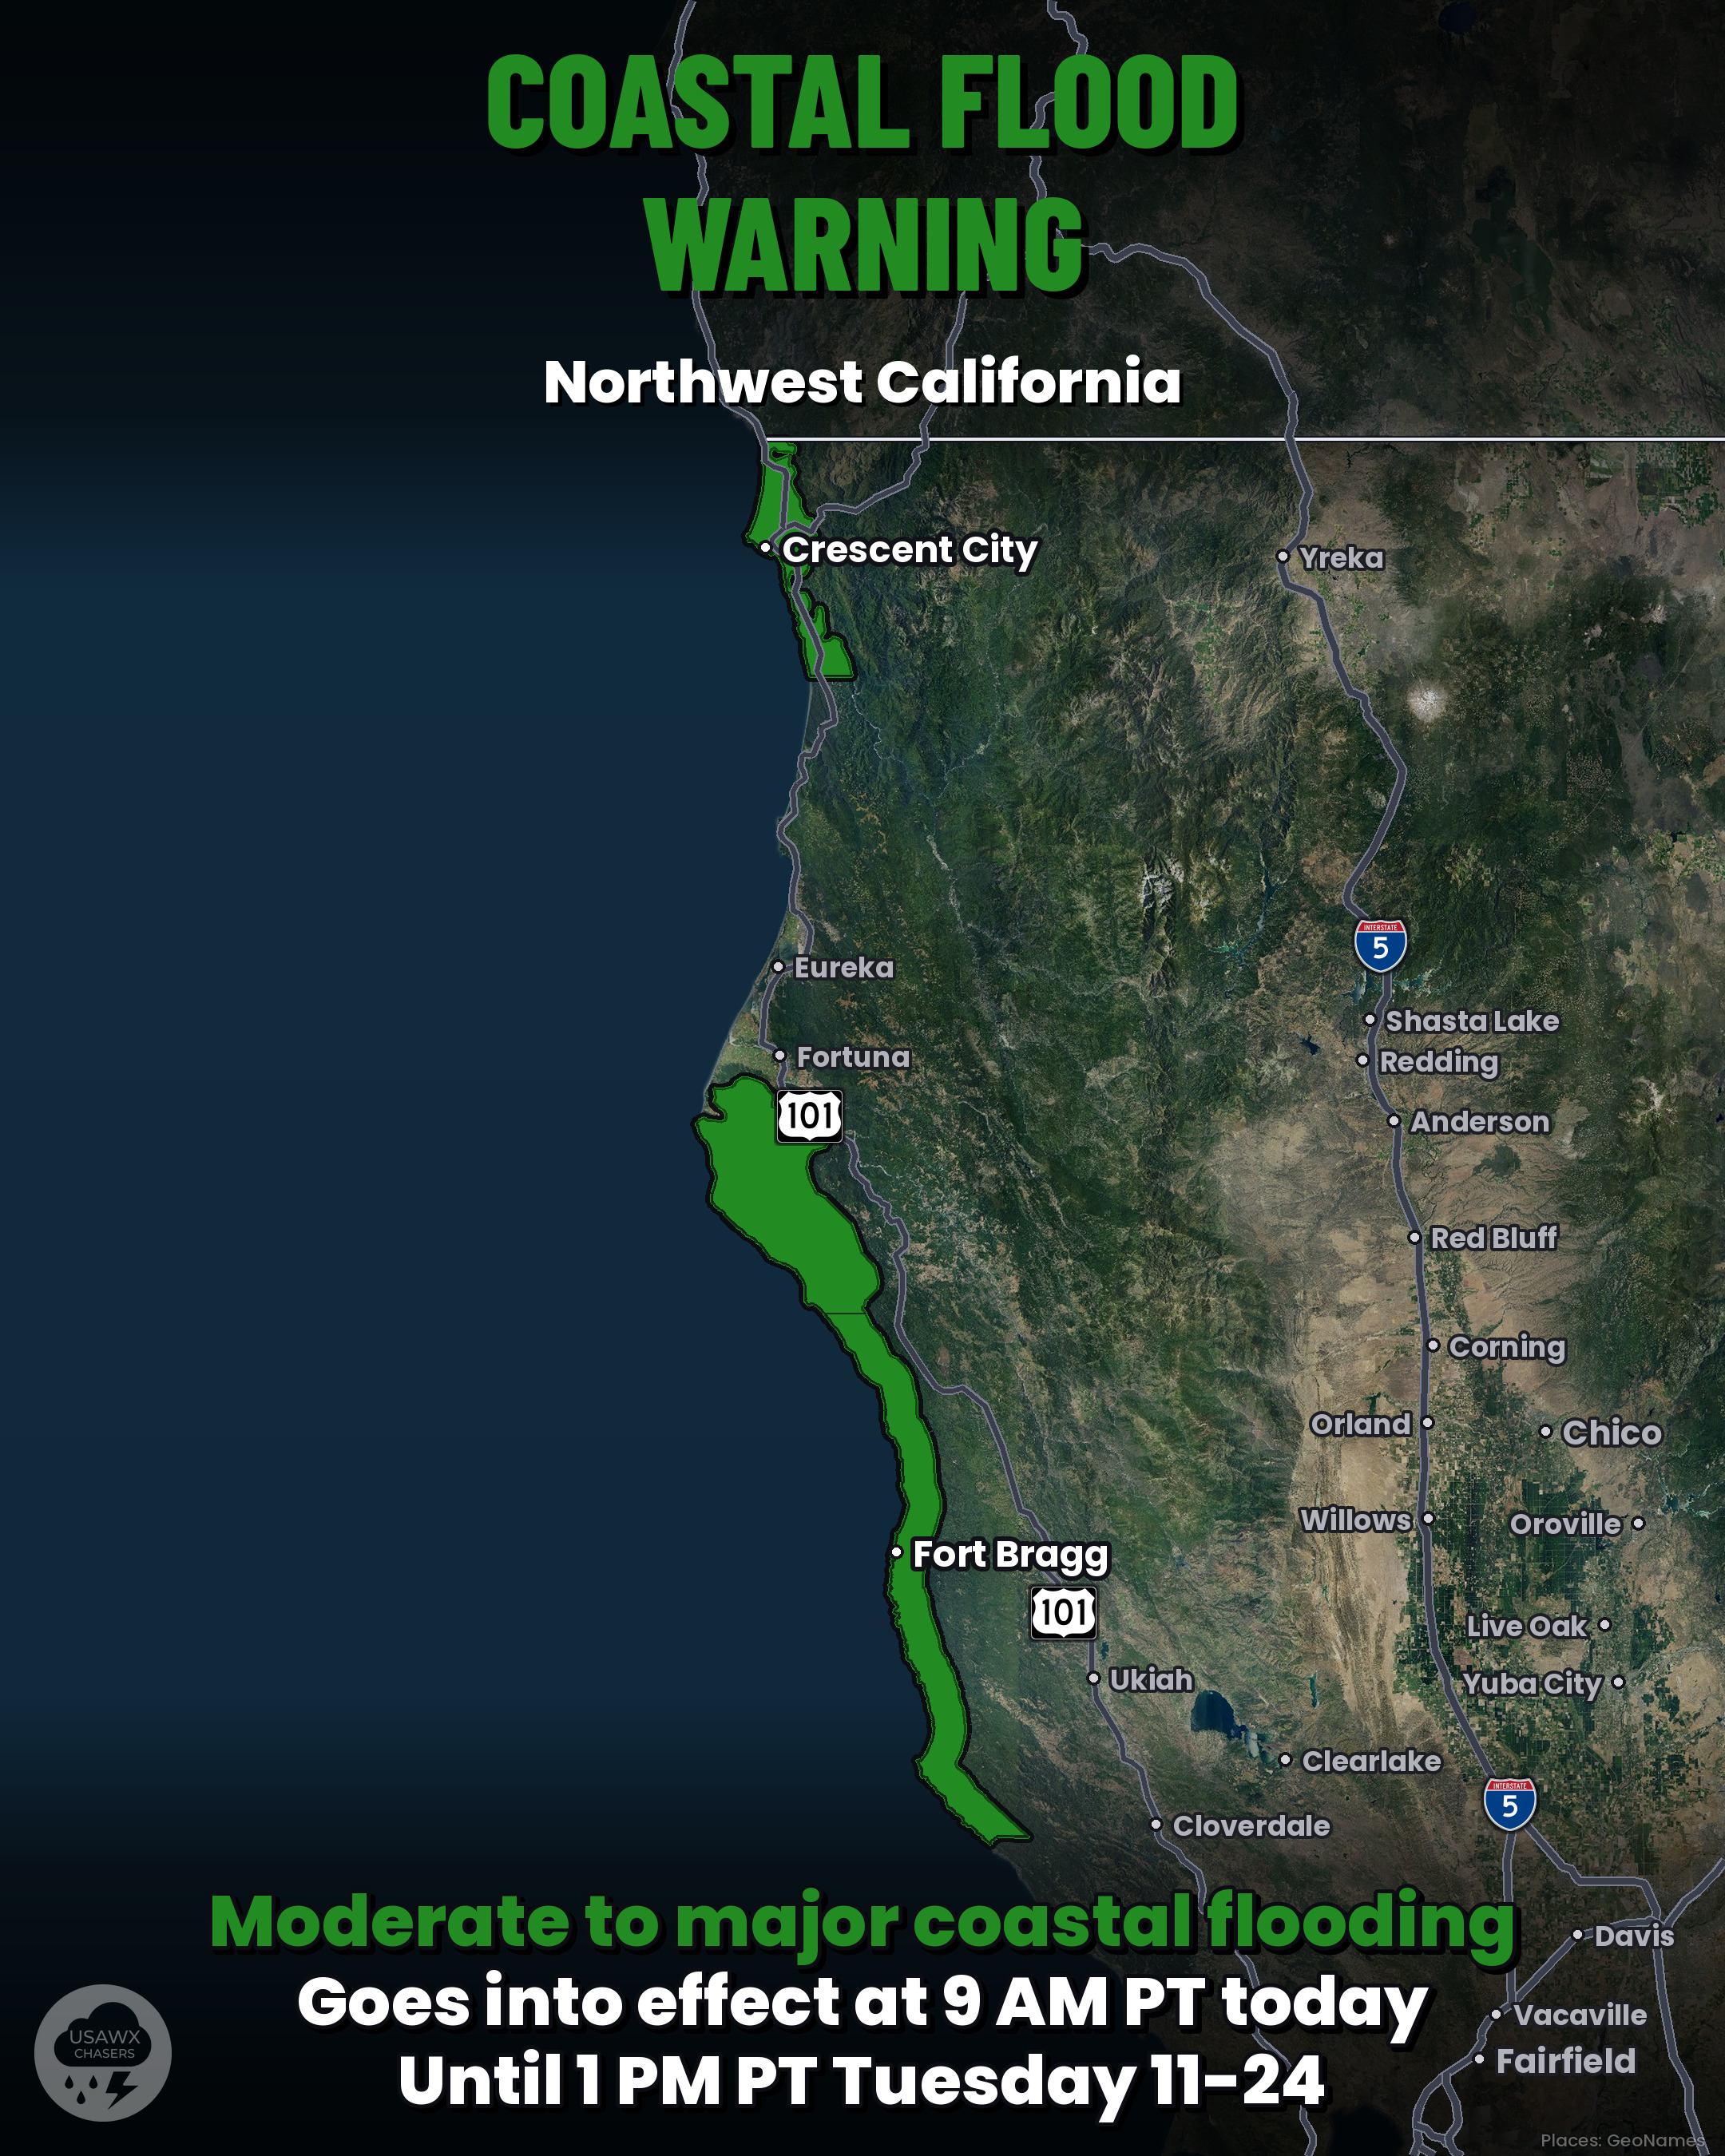 COASTAL FLOOD
WARNING
Northwest California
Crescent City
Yreka
INTERSTATE
5
Eureka
Shasta Lake
Fortuna
Redding
101
Anderson
Red Bluff
Corning
Orland
Chico
Willows
Oroville
Fort Bragg
101
Live Oak
Ukiah
Yuba City
Clearlake
INTERSTATE
5
Cloverdale
Moderate to major coastal flooding
Davis
Goes into effect at 9 AM PT today
Vacaville
USAWX
CHASERS
Fairfield
Until 1 PM PT Tuesday 11-24
Places: GeoNames